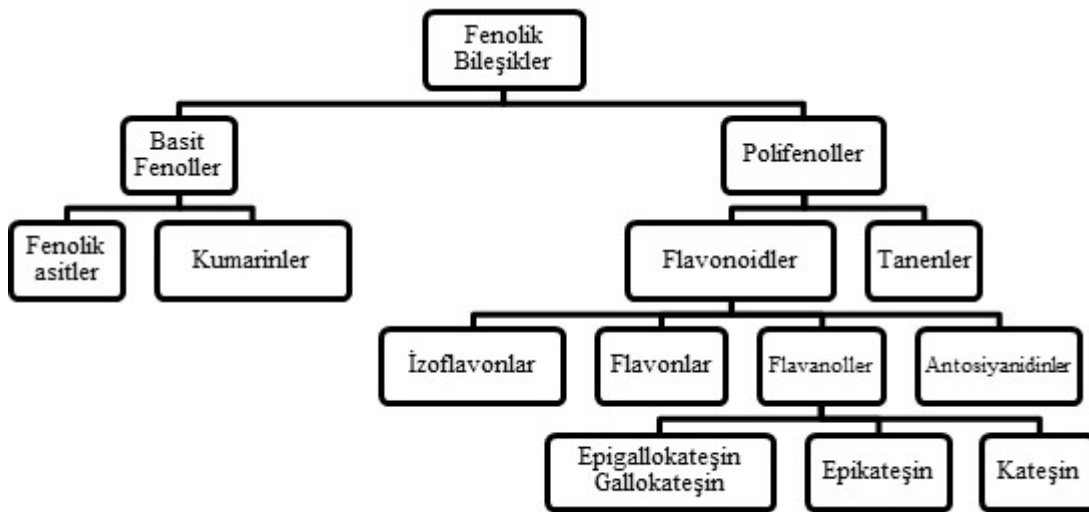 Fenolik
Bileşikler
Basit
Fenoller
Polifenoller
Fenolik
asitler
Kumarinler
Flavonoidler
Tanenler
İzoflavonlar
Flavonlar
Flavanoller
Antosiyanidinler
Epigallokateşin
Gallokateşin
Epikateşin
Kateşin